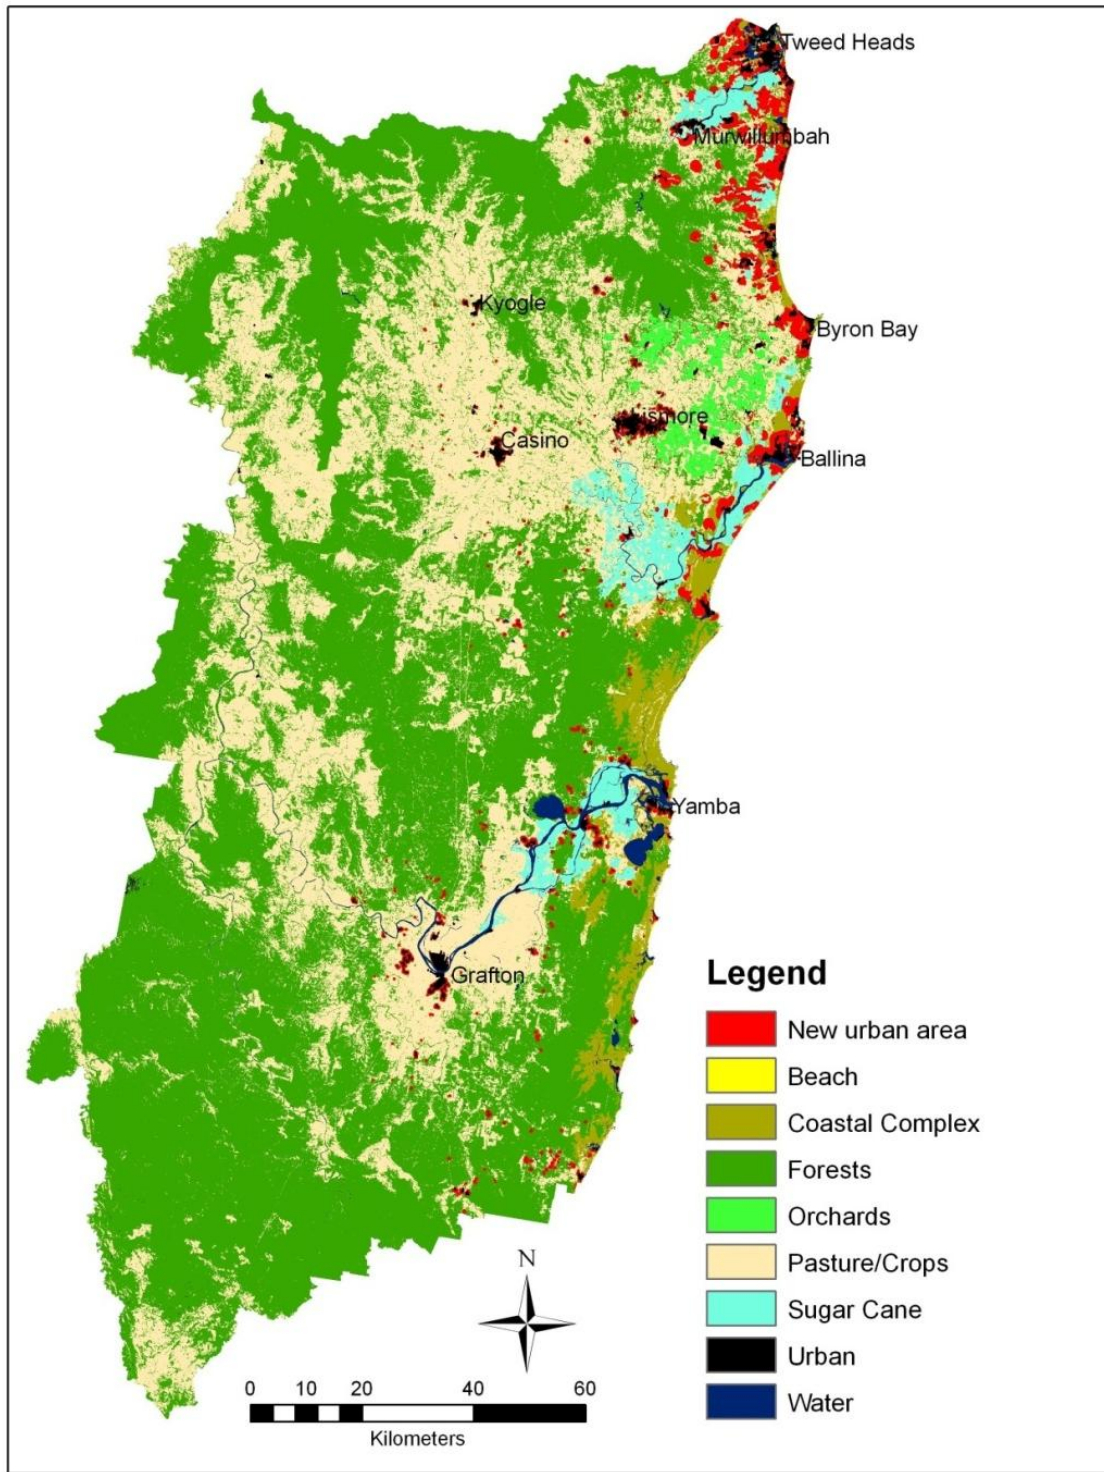 Tweed Heads
Murwillumbah
Kyogle
Byron Bay
Lismore
Casino
Ballina
Yamba
Grafton
Legend
New urban area
Beach
Coastal Complex
Forests
Orchards
Pasture/Crops
Sugar Cane
Urban
Water
N
0 10 20 40 60
Kilometers